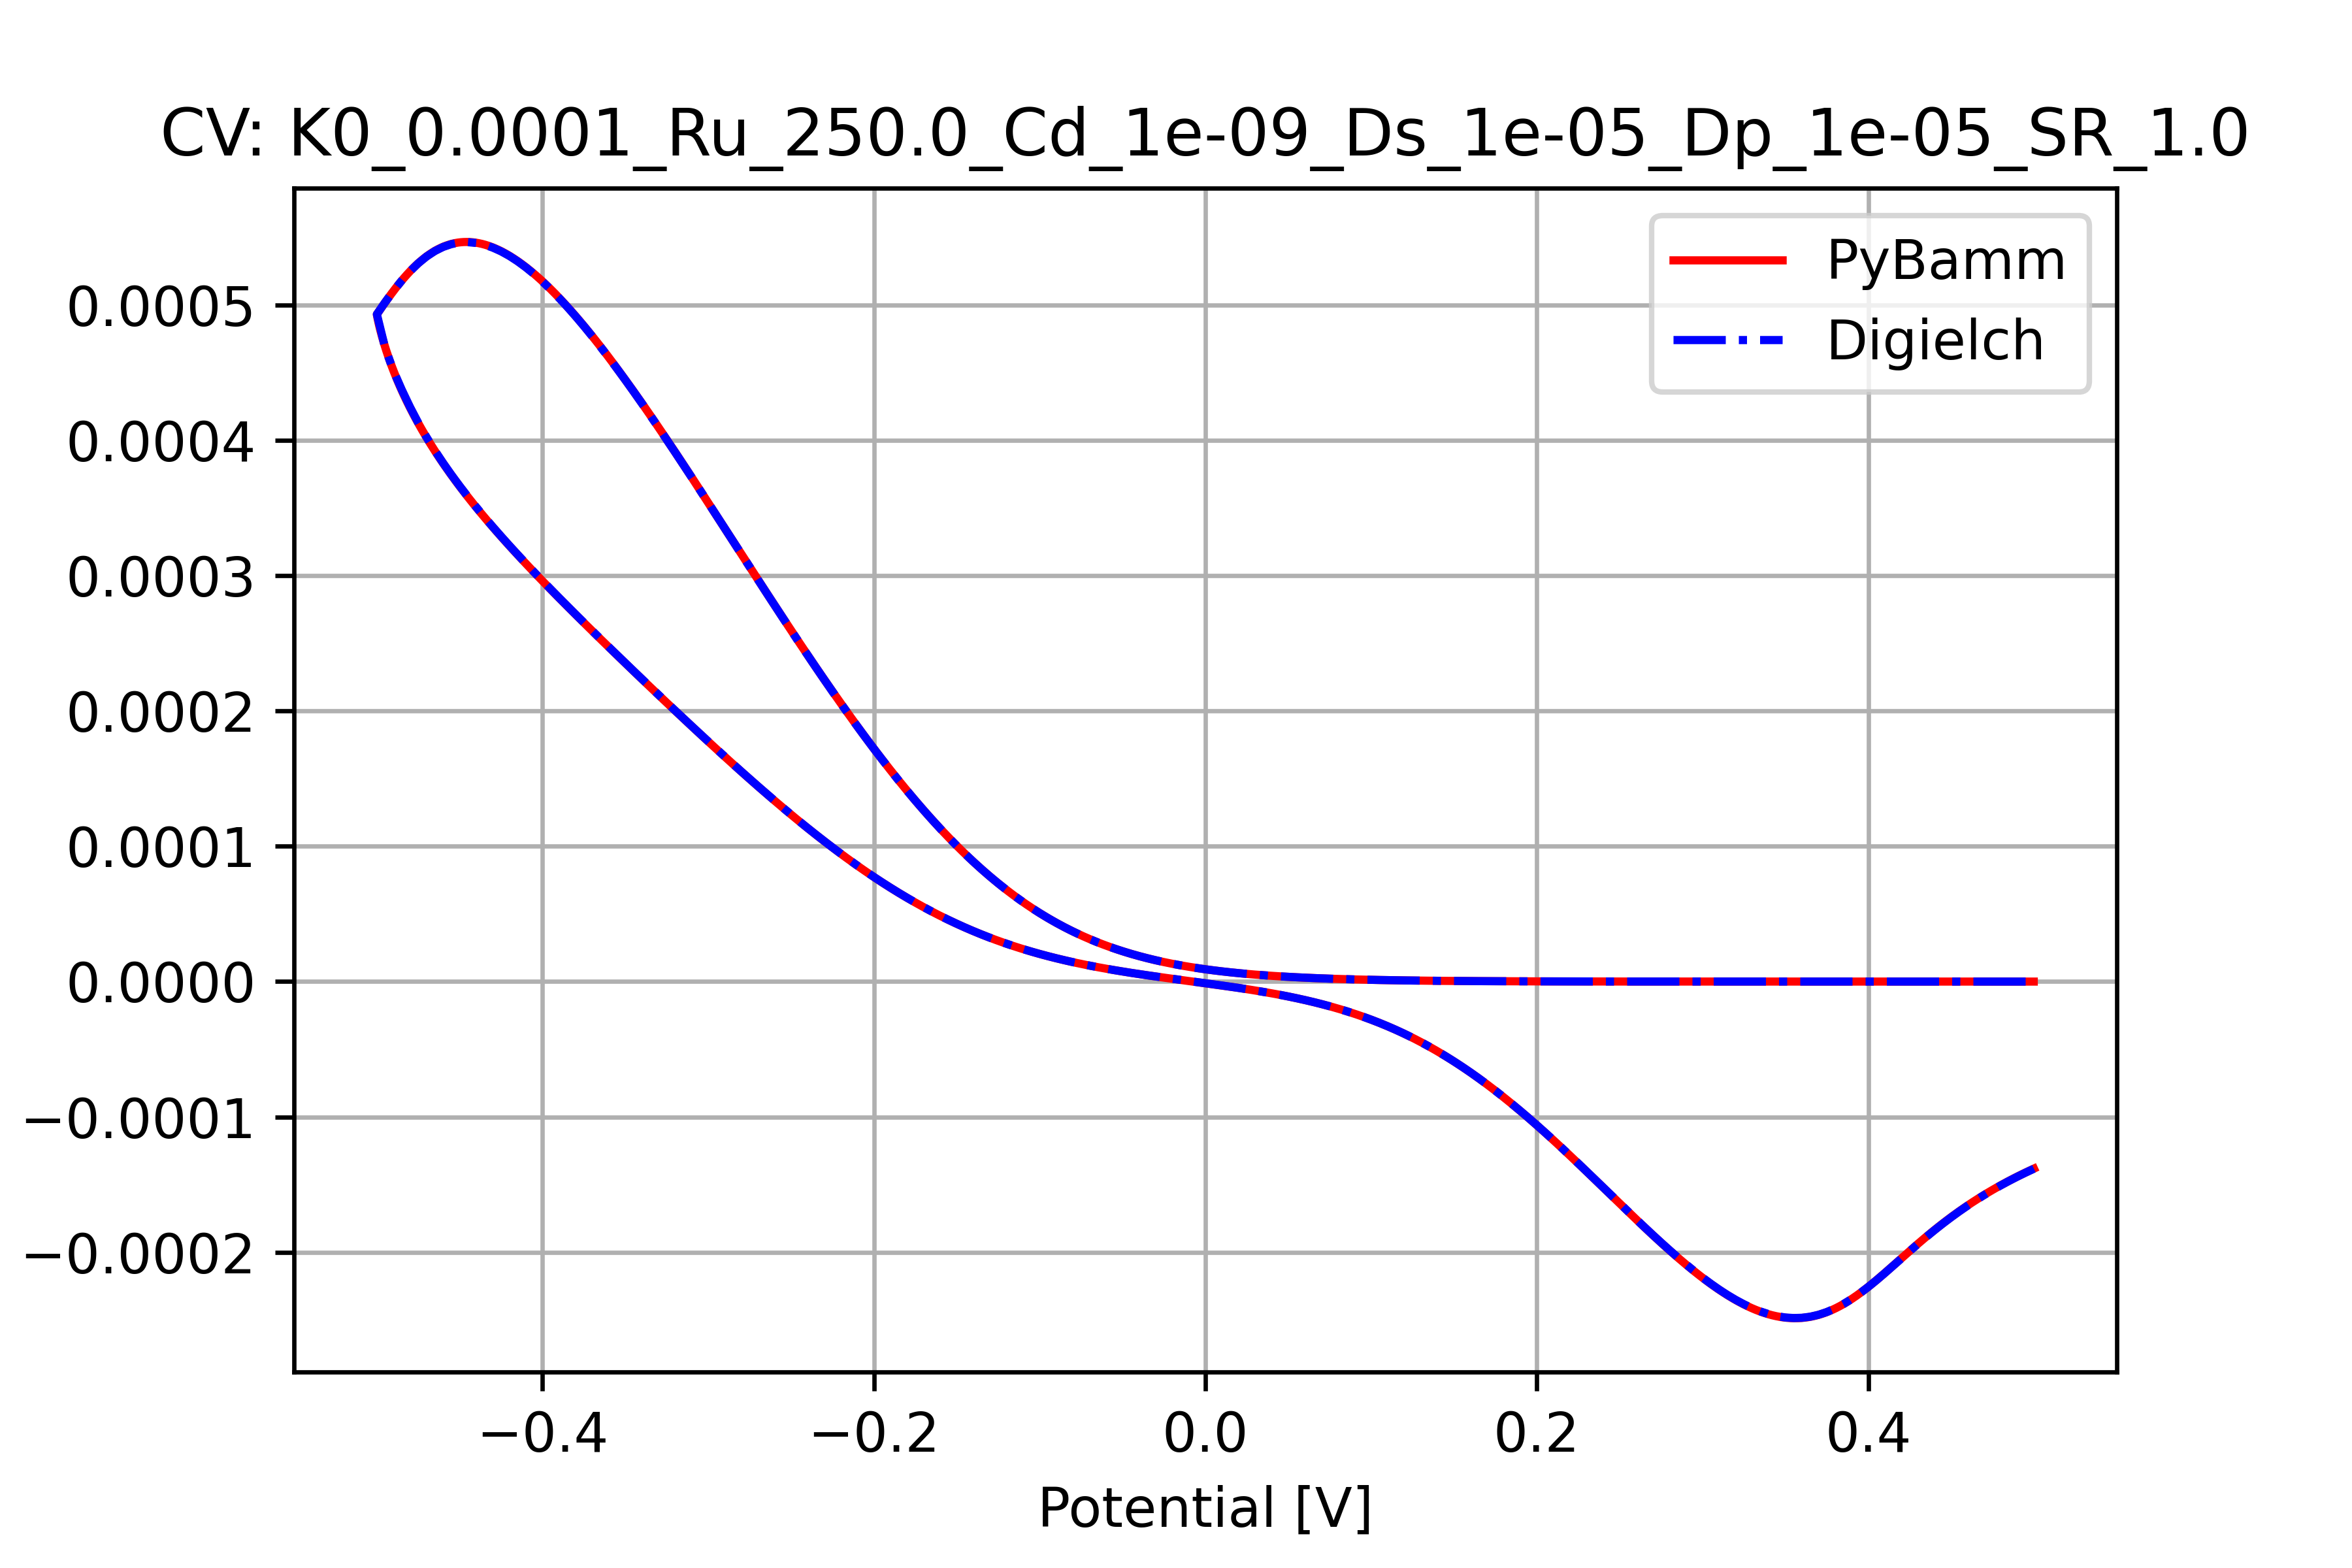 CV: K0_0.0001_Ru_250.0_Cd_1e-09_Ds_1e-05_Dp_1e-05_SR_1.0
PyBamm
Digielch
0.0005
0.0004
0.0003
0.0002
0.0001
0.0000
−0.0001
−0.0002
−0.4 −0.2 0.0 0.2 0.4
Potential [V]